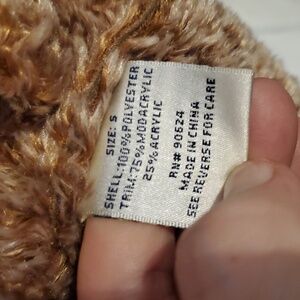 SIZE: S
SHELL: 100% POLYESTER
TRIM: 75% MODACRYLIC
25% ACRYLIC
RN# 90624
MADE IN CHINA
SEE REVERSE FOR CARE